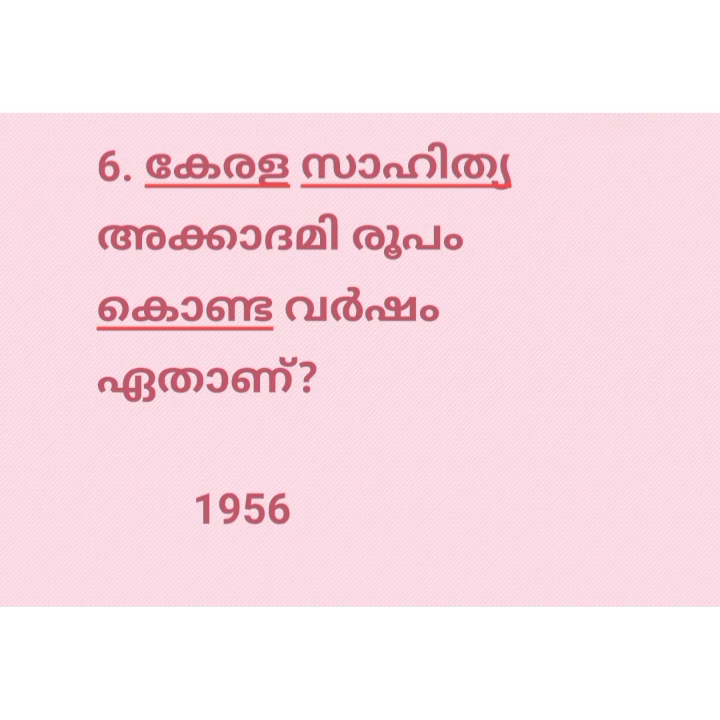 6. കേരള സാഹിത്യ
അക്കാദമി രൂപം
കൊണ്ട വർഷം
ഏതാണ്?
1956